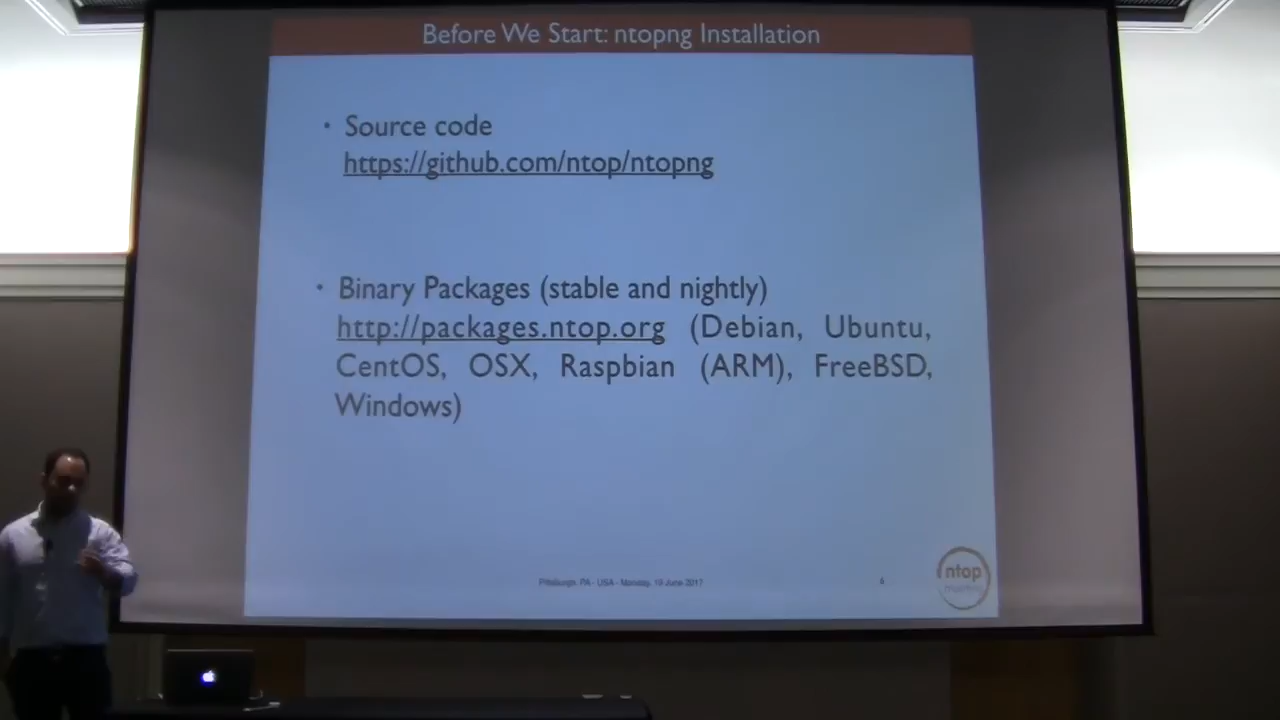 Before We Start: ntopng Installation
• Source code
https://github.com/ntop/ntopng
• Binary Packages (stable and nightly)
http://packages.ntop.org (Debian, Ubuntu,
CentOS, OSX, Raspbian (ARM), FreeBSD,
Windows)
Pittsburgh, PA - USA - Monday, 19 June 2017
6
ntop